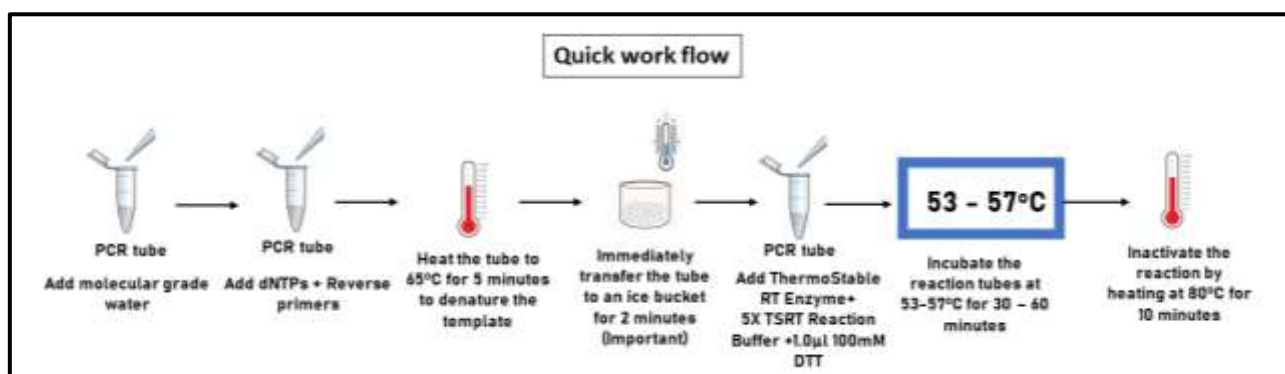 Quick work flow
PCR tube
Add molecular grade
water
PCR tube
Add dNTPs + Reverse
primers
Heat the tube to
65°C for 5 minutes
to denature the
template
Immediately
transfer the tube
to an ice bucket
for 2 minutes
(Important)
PCR tube
Add ThermoStable
RT Enzyme+
5X TSRT Reaction
Buffer +1.0µl 100mM
DTT
53 - 57°C
Incubate the
reaction tubes at
53-57°C for 30 – 60
minutes
Inactivate the
reaction by
heating at 80°C for
10 minutes